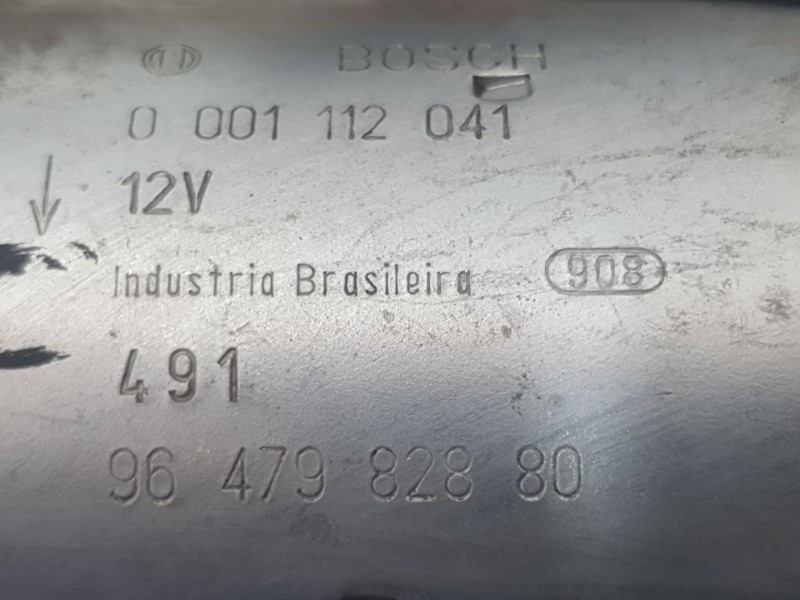 BOSCH
0 001 112 041
12V
Industria Brasileira 908
491
96 479 828 80